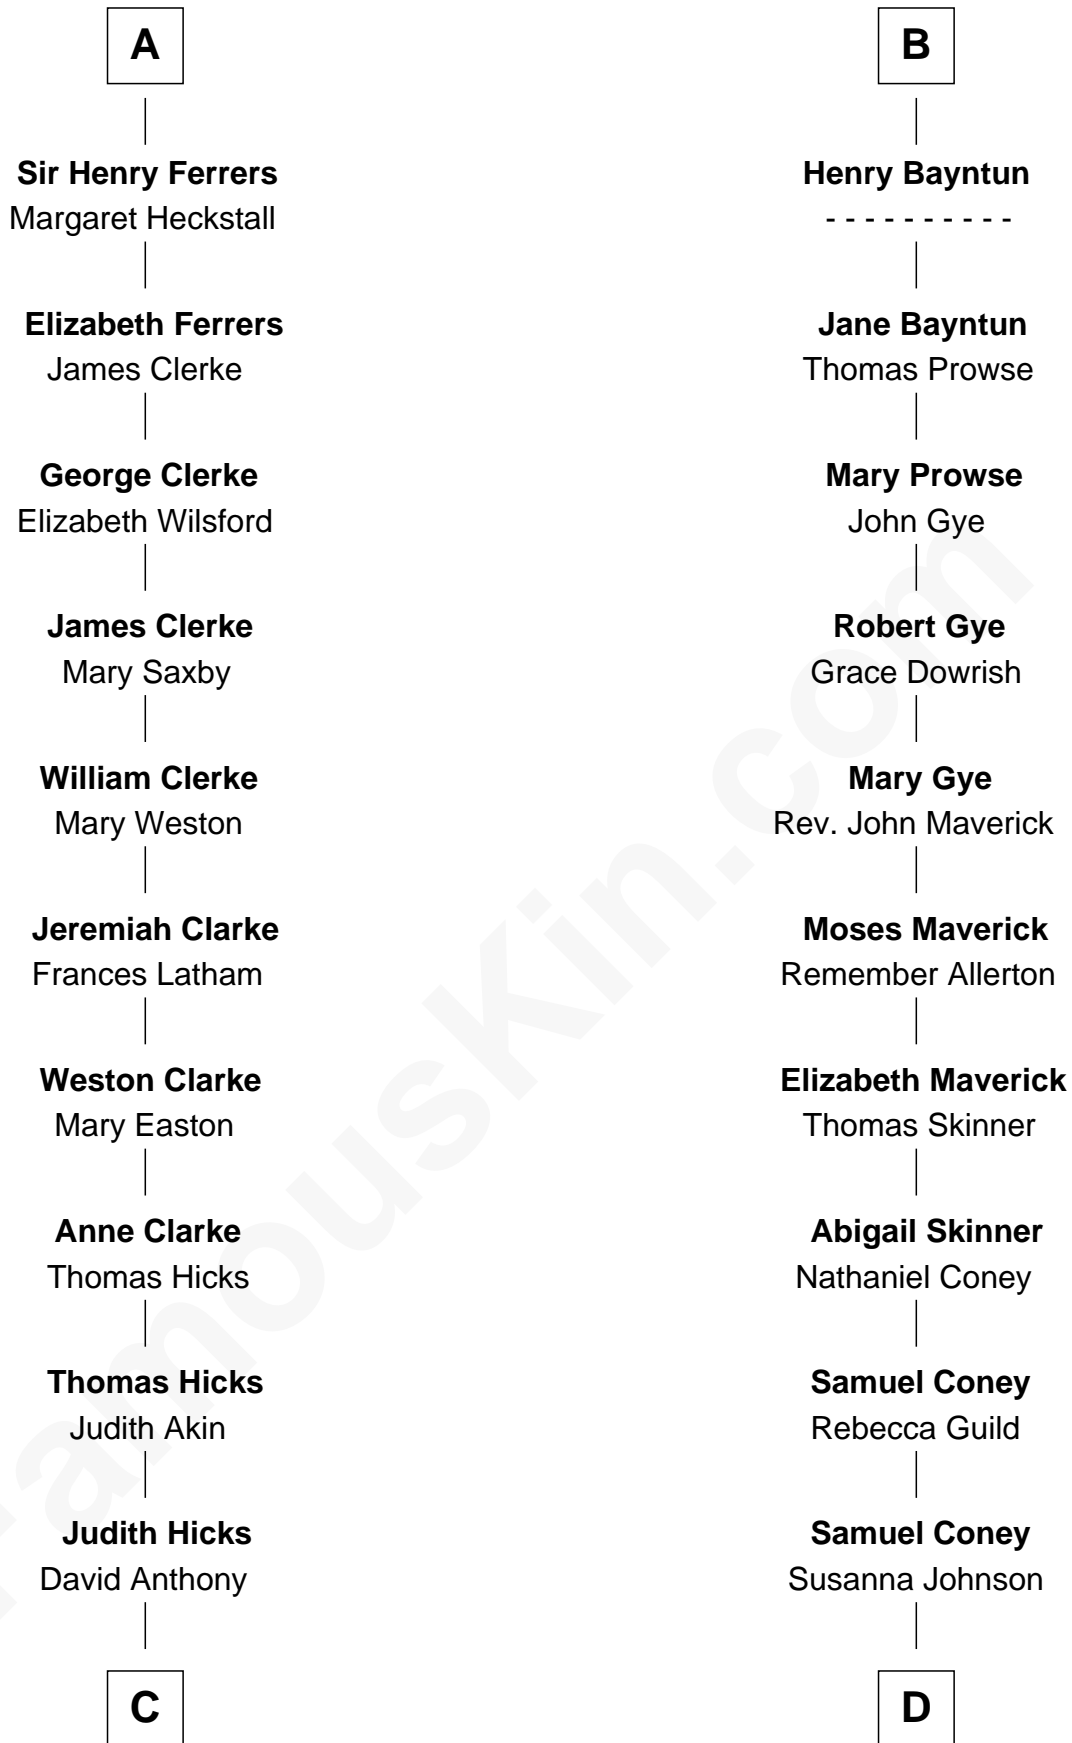 A
Sir Henry Ferrers
Margaret Heckstall
Elizabeth Ferrers
James Clerke
George Clerke
Elizabeth Wilsford
James Clerke
Mary Saxby
William Clerke
Mary Weston
Jeremiah Clarke
Frances Latham
Weston Clarke
Mary Easton
Anne Clarke
Thomas Hicks
Thomas Hicks
Judith Akin
Judith Hicks
David Anthony
C
B
Henry Bayntun
- - - - - - - - - -
Jane Bayntun
Thomas Prowse
Mary Prowse
John Gye
Robert Gye
Grace Dowrish
Mary Gye
Rev. John Maverick
Moses Maverick
Remember Allerton
Elizabeth Maverick
Thomas Skinner
Abigail Skinner
Nathaniel Coney
Samuel Coney
Rebecca Guild
Samuel Coney
Susanna Johnson
D
FamousKin.com